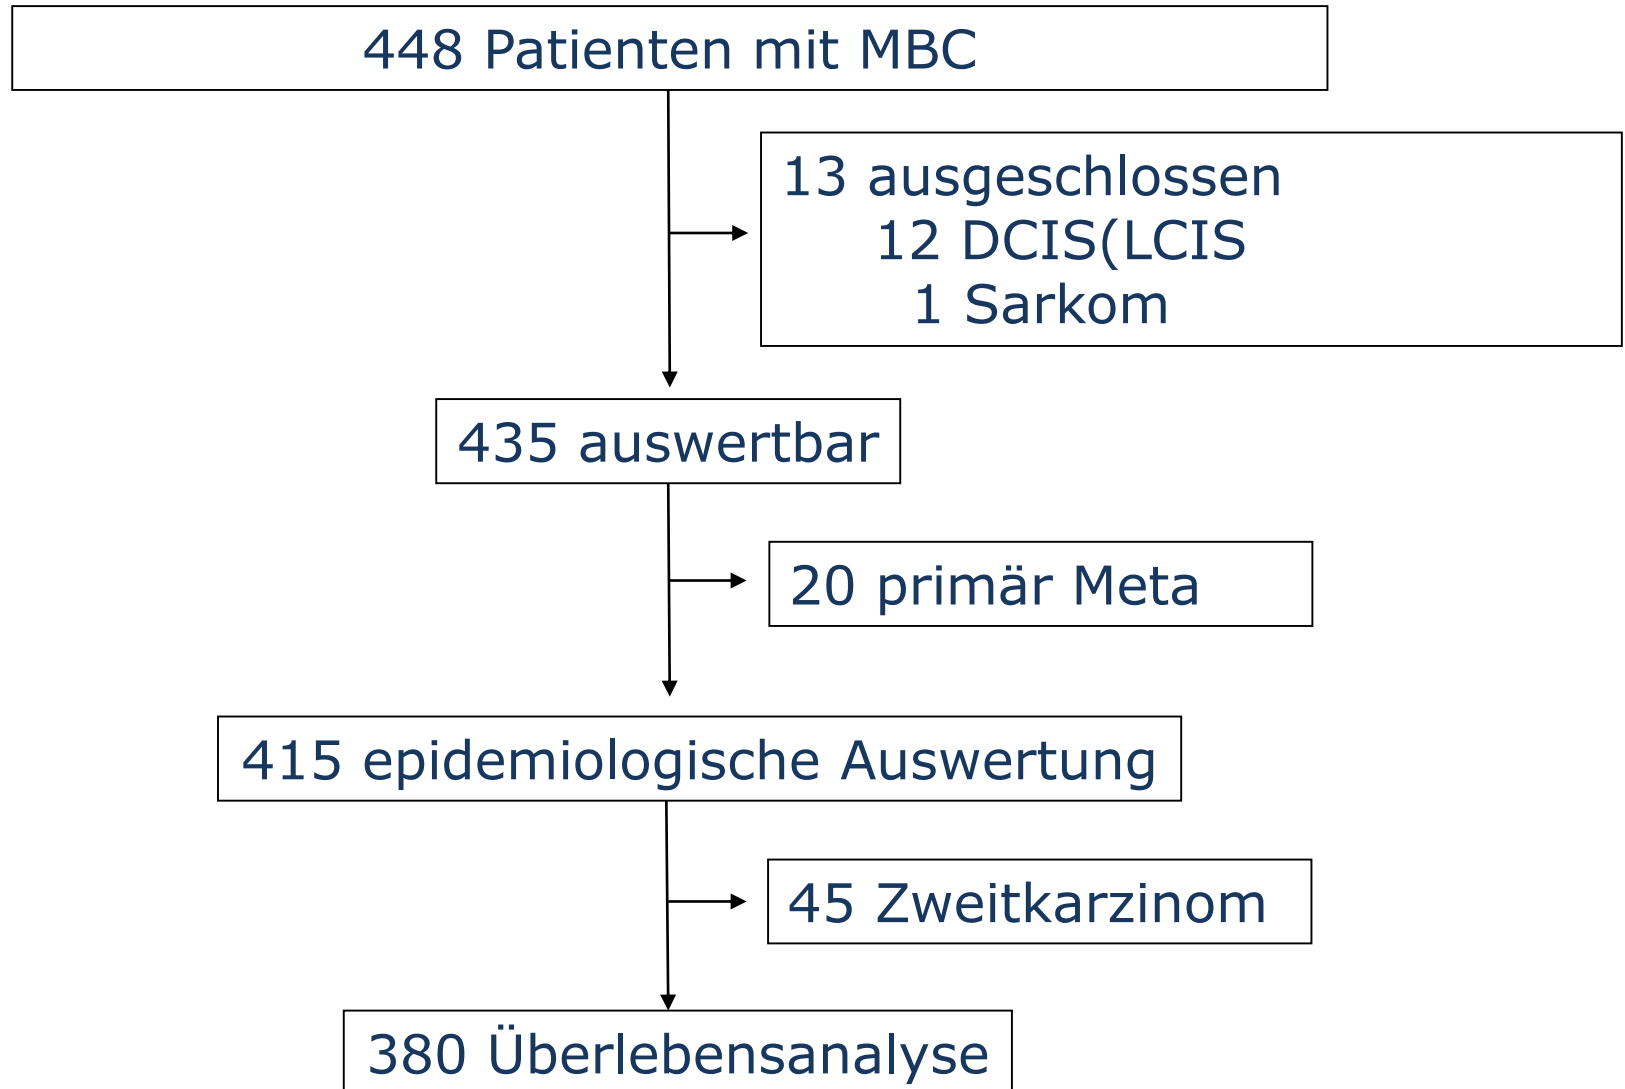 448 Patienten mit MBC
13 ausgeschlossen
12 DCIS(LCIS
1 Sarkom
435 auswertbar
20 primär Meta
415 epidemiologische Auswertung
45 Zweitkarzinom
380 Überlebensanalyse